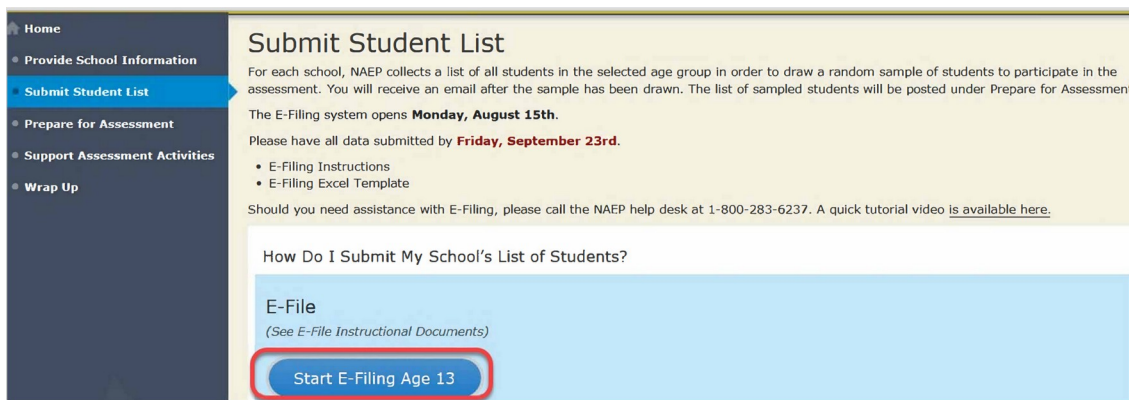 Home
Provide School Information
Submit Student List
Prepare for Assessment
Support Assessment Activities
Wrap Up
Submit Student List
For each school, NAEP collects a list of all students in the selected age group in order to draw a random sample of students to participate in the
assessment. You will receive an email after the sample has been drawn. The list of sampled students will be posted under Prepare for Assessment
The E-Filing system opens Monday, August 15th.
Please have all data submitted by Friday, September 23rd.
• E-Filing Instructions
• E-Filing Excel Template
Should you need assistance with E-Filing, please call the NAEP help desk at 1-800-283-6237. A quick tutorial video is available here.
How Do I Submit My School's List of Students?
E-File
(See E-File Instructional Documents)
Start E-Filing Age 13